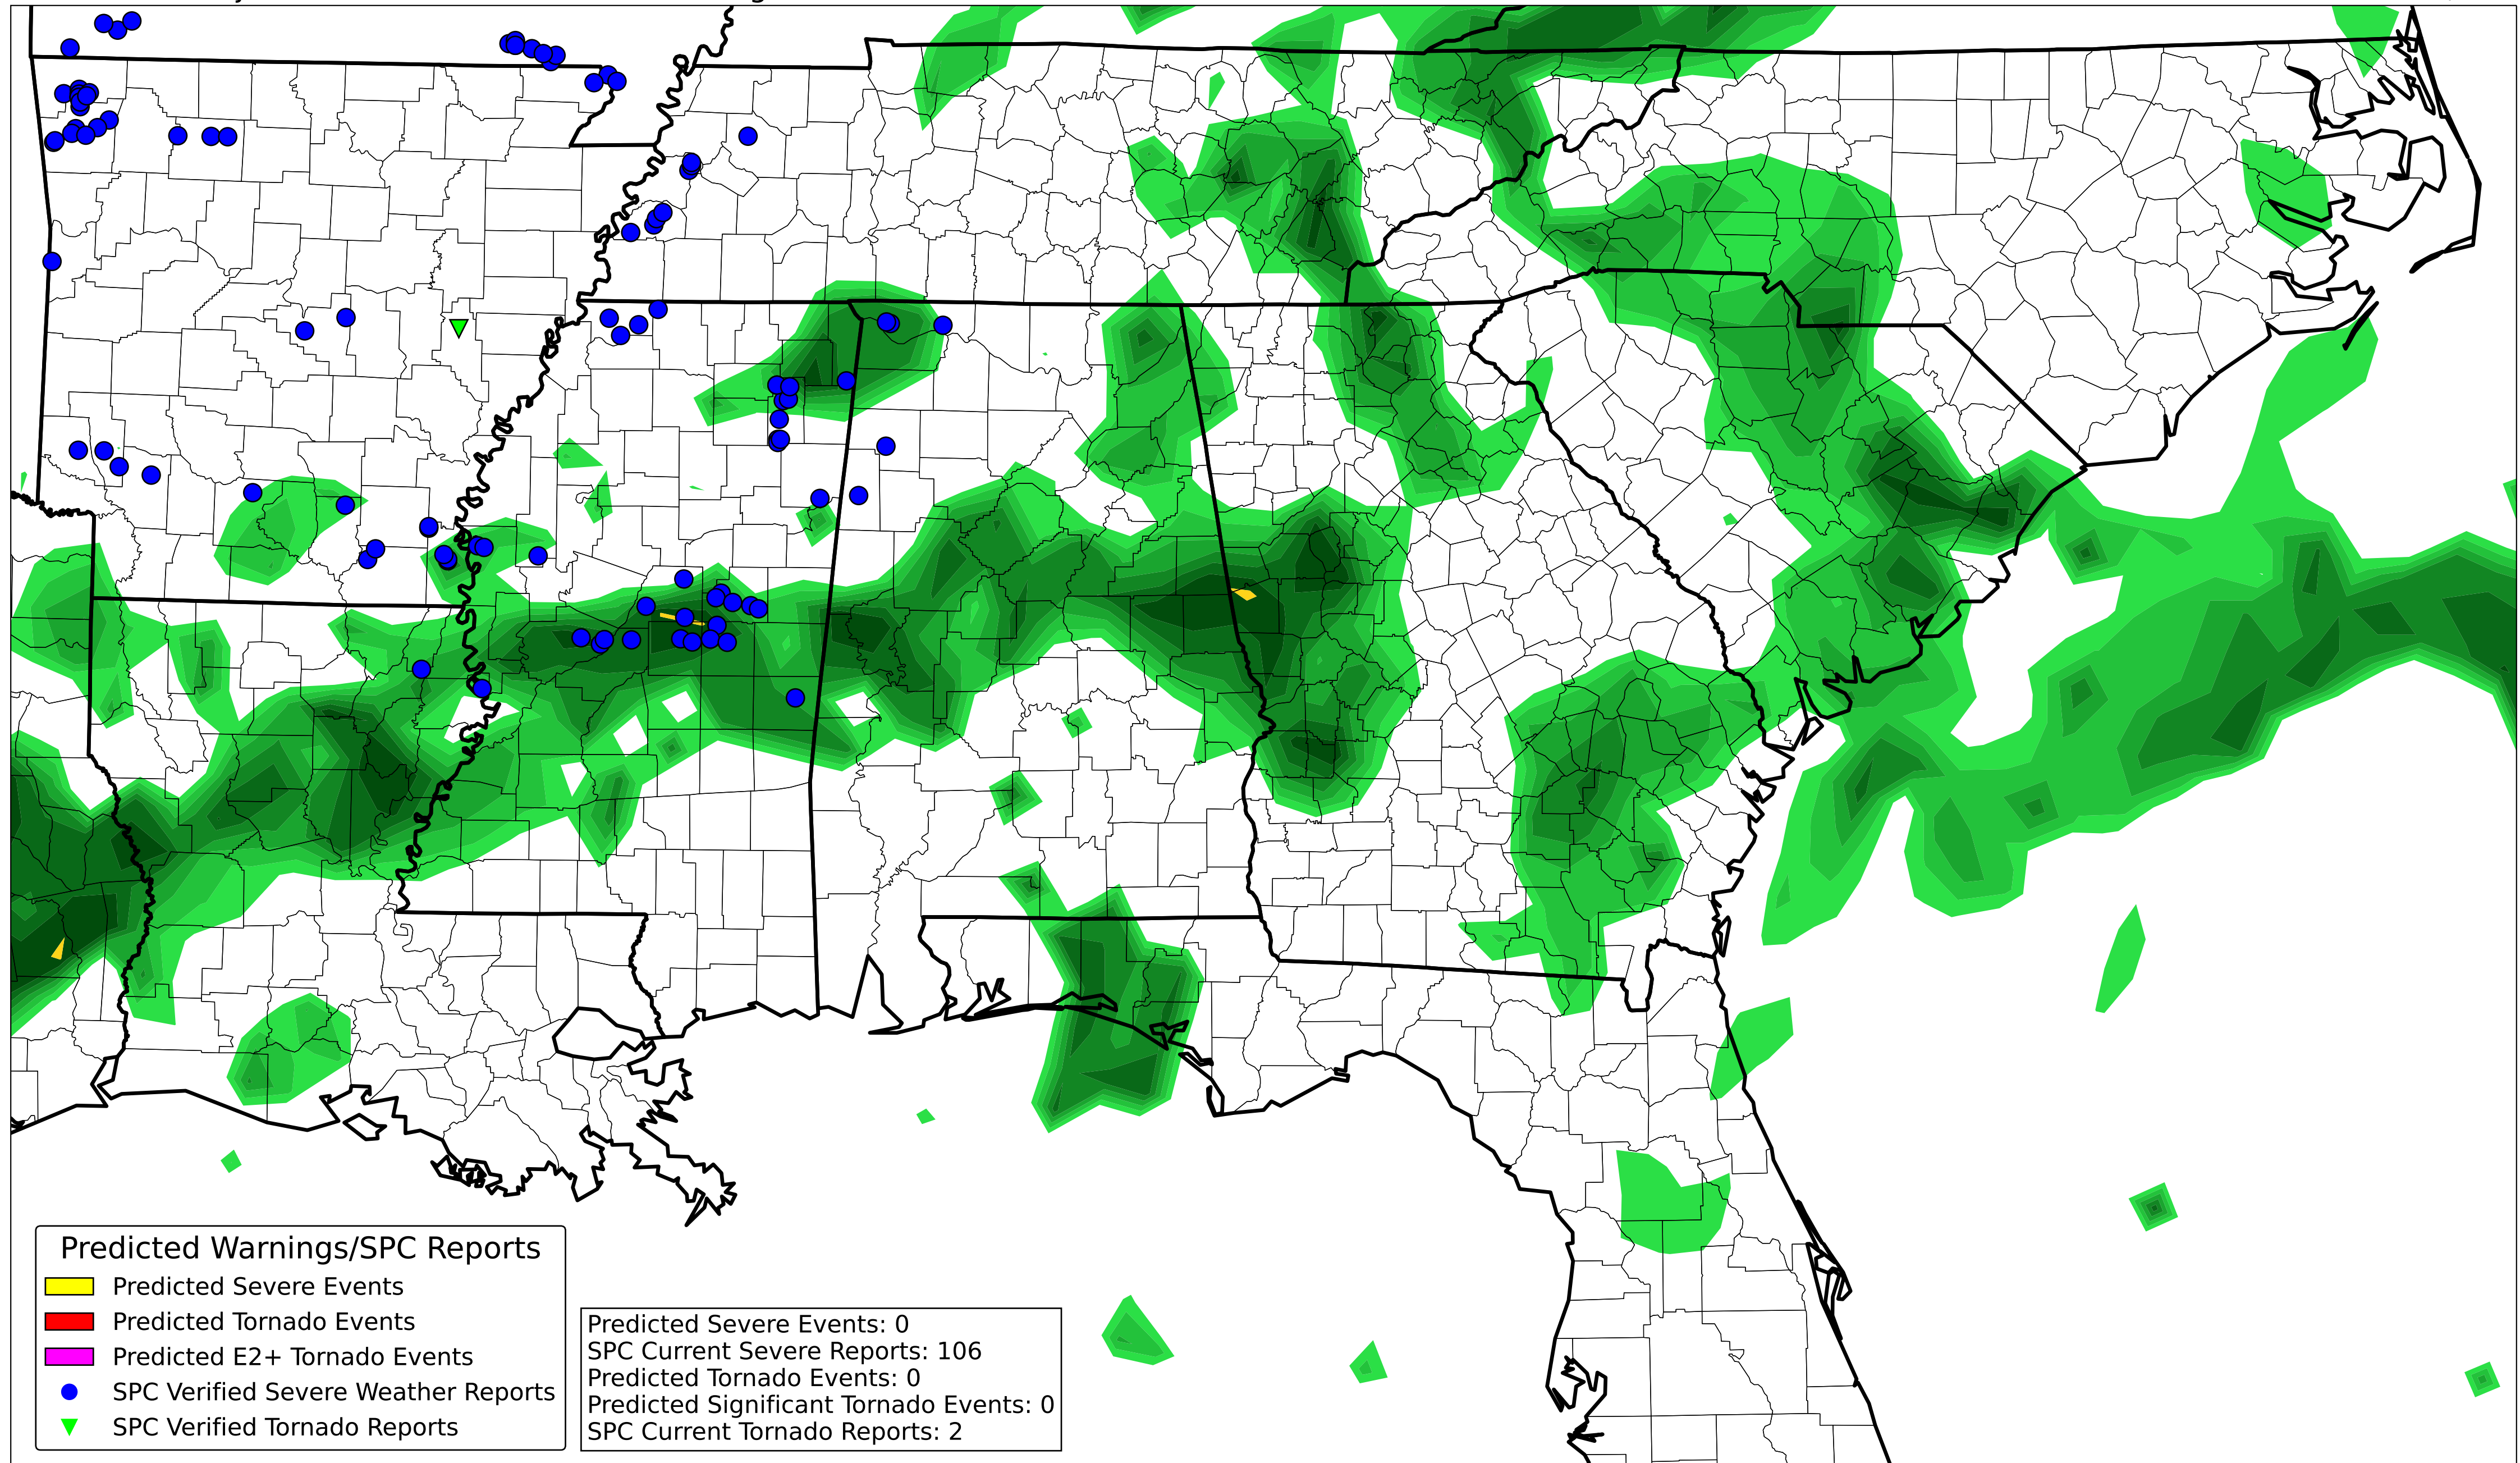 Predicted Warnings/SPC Reports
Predicted Severe Events
Predicted Tornado Events
Predicted E2+ Tornado Events
SPC Verified Severe Weather Reports
SPC Verified Tornado Reports
Predicted Severe Events: 0
SPC Current Severe Reports: 106
Predicted Tornado Events: 0
Predicted Significant Tornado Events: 0
SPC Current Tornado Reports: 2